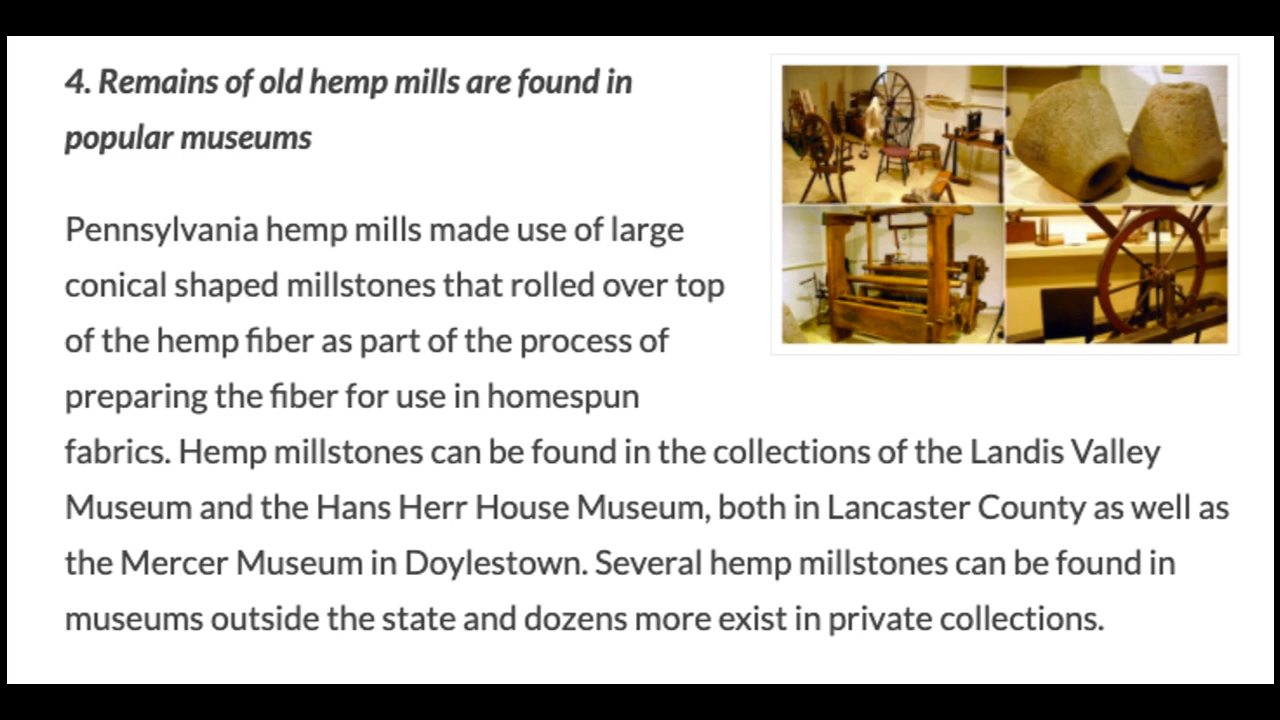 4. Remains of old hemp mills are found in
popular museums
Pennsylvania hemp mills made use of large
conical shaped millstones that rolled over top
of the hemp fiber as part of the process of
preparing the fiber for use in homespun
fabrics. Hemp millstones can be found in the collections of the Landis Valley
Museum and the Hans Herr House Museum, both in Lancaster County as well as
the Mercer Museum in Doylestown. Several hemp millstones can be found in
museums outside the state and dozens more exist in private collections.